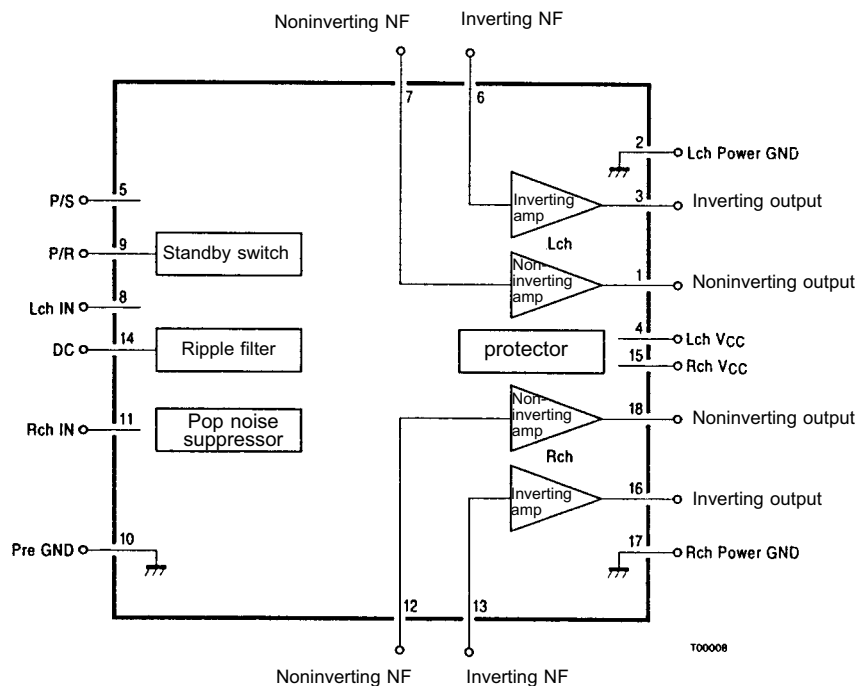 Noninverting NF
Inverting NF
7
6
2
Lch Power GND
5
P/S
Inverting amp
3
Inverting output
9
P/R
Standby switch
Lch
Non-inverting amp
1
Noninverting output
8
Lch IN
4
Lch VCC
14
DC
Ripple filter
protector
15
Rch VCC
11
Rch IN
Pop noise
suppressor
Non-inverting amp
18
Noninverting output
Rch
Inverting amp
16
Inverting output
10
Pre GND
17
Rch Power GND
12
13
T00008
Noninverting NF
Inverting NF